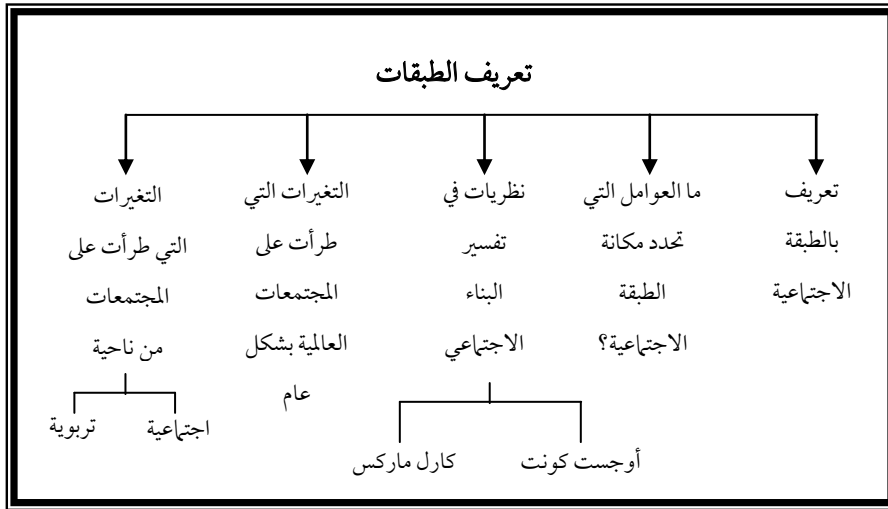 تعريف الطبقات
تعريف
بالطبقة
الاجتماعية
ما العوامل التي
تحدد مكانة
الطبقة
الاجتماعية؟
نظريات في
تفسير
البناء
الاجتماعي
أوجست كونت
كارل ماركس
التغيرات التي
طرأت على
المجتمعات
العالمية بشكل
عام
التغيرات
التي طرأت على
المجتمعات
من ناحية
اجتماعية
تربوية